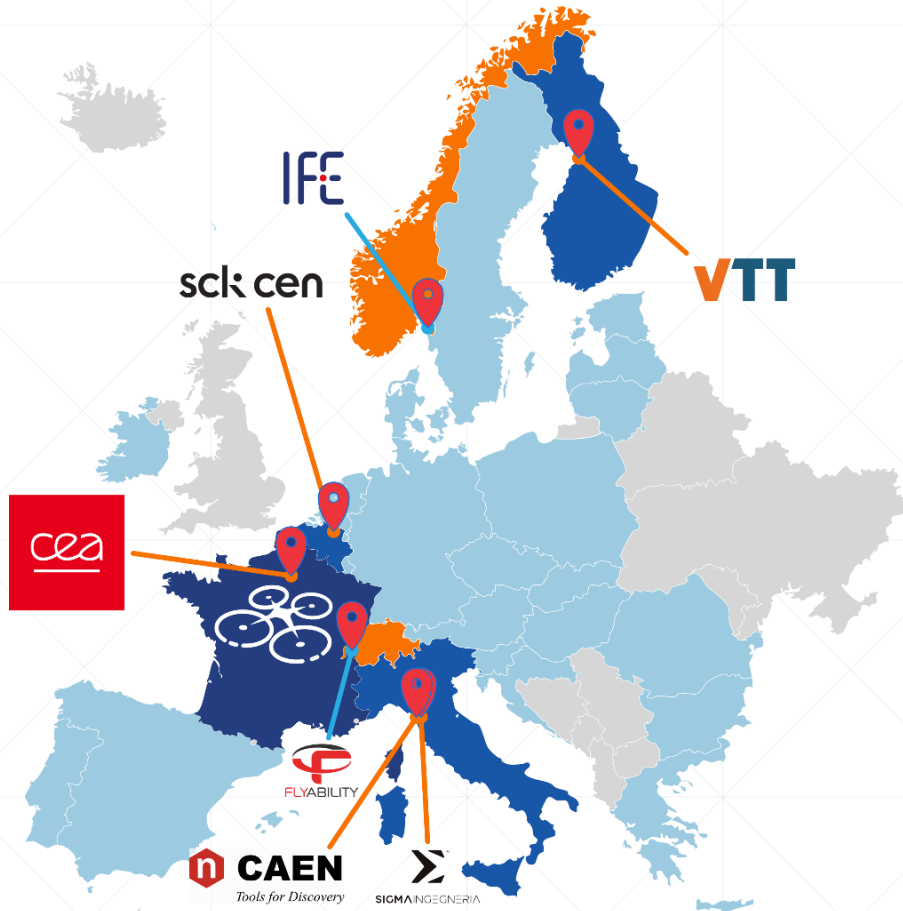 IFE
sck cen
VTT
cea
FLYABILITY
n CAEN
Tools for Discovery
SIGMAINGEGNERIA